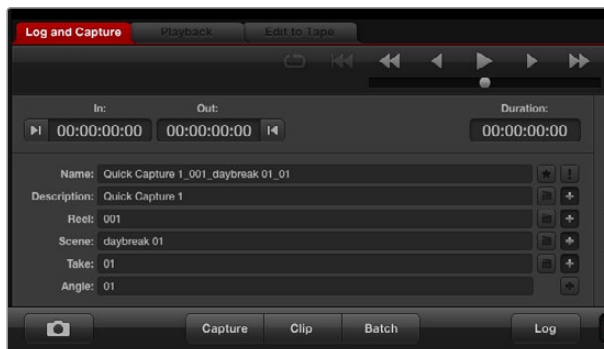 Log and Capture Playback Edit to Tape
In: Out: Duration:
00:00:00:00 00:00:00:00 00:00:00:00
Name: Quick Capture 1_001_daybreak 01_01
Description: Quick Capture 1
Reel: 001
Scene: daybreak 01
Take: 01
Angle: 01
Capture Clip Batch Log